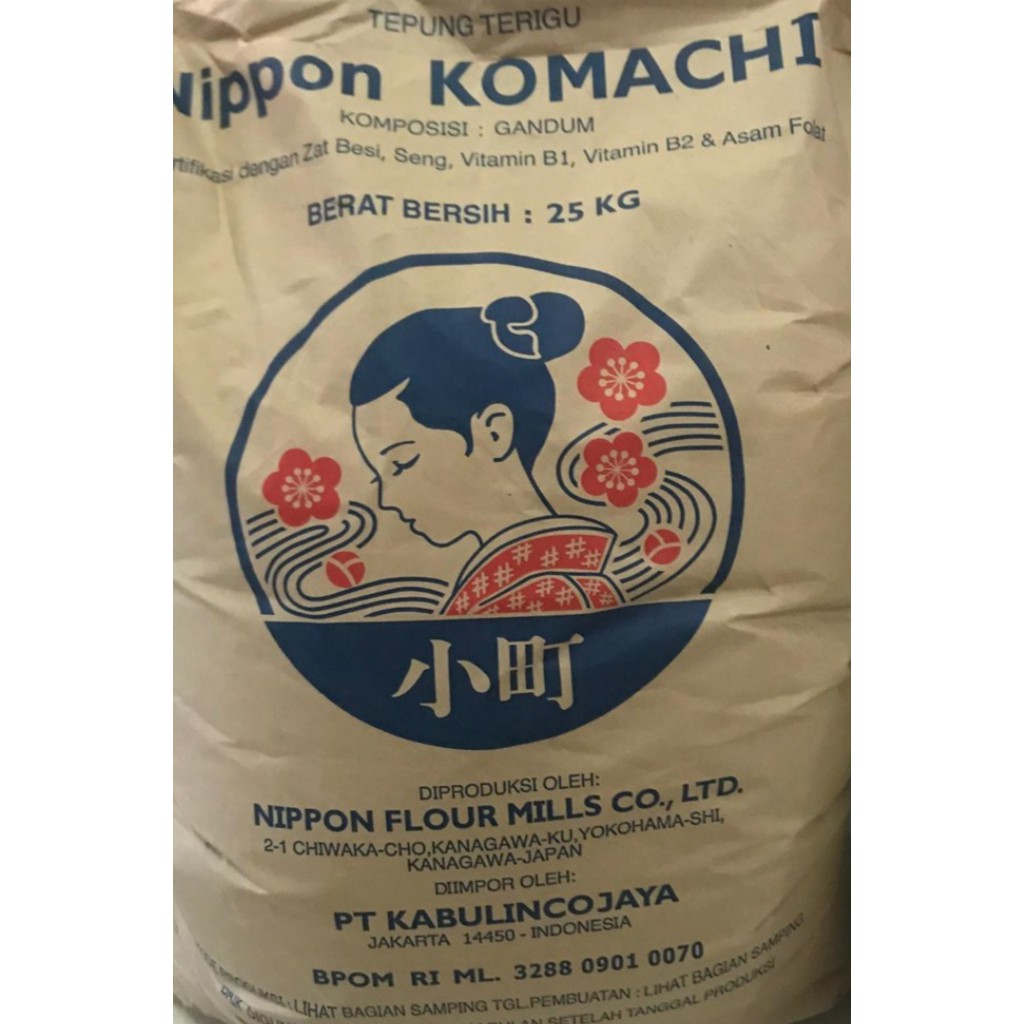 TEPUNG TERIGU
Nippon KOMACHI
KOMPOSISI : GANDUM
dengan Zat Besi, Seng, Vitamin B1, Vitamin B2 & Asam Folat
BERAT BERSIH : 25 KG
小町
DIPRODUKSI OLEH:
NIPPON FLOUR MILLS CO., LTD.
2-1 CHIWAKA-CHO,KANAGAWA-KU,YOKOHAMA-SHI,
KANAGAWA-JAPAN
DIIMPOR OLEH:
PT KABULINCOJAYA
JAKARTA 14450 - INDONESIA
BPOM RI ML. 3288 0901 0070
: LIHAT BAGIAN SAMPING TGL.PEMBUATAN : LIHAT BAGIAN SAMPING
SETELAH TANGGAL PRODUKSI